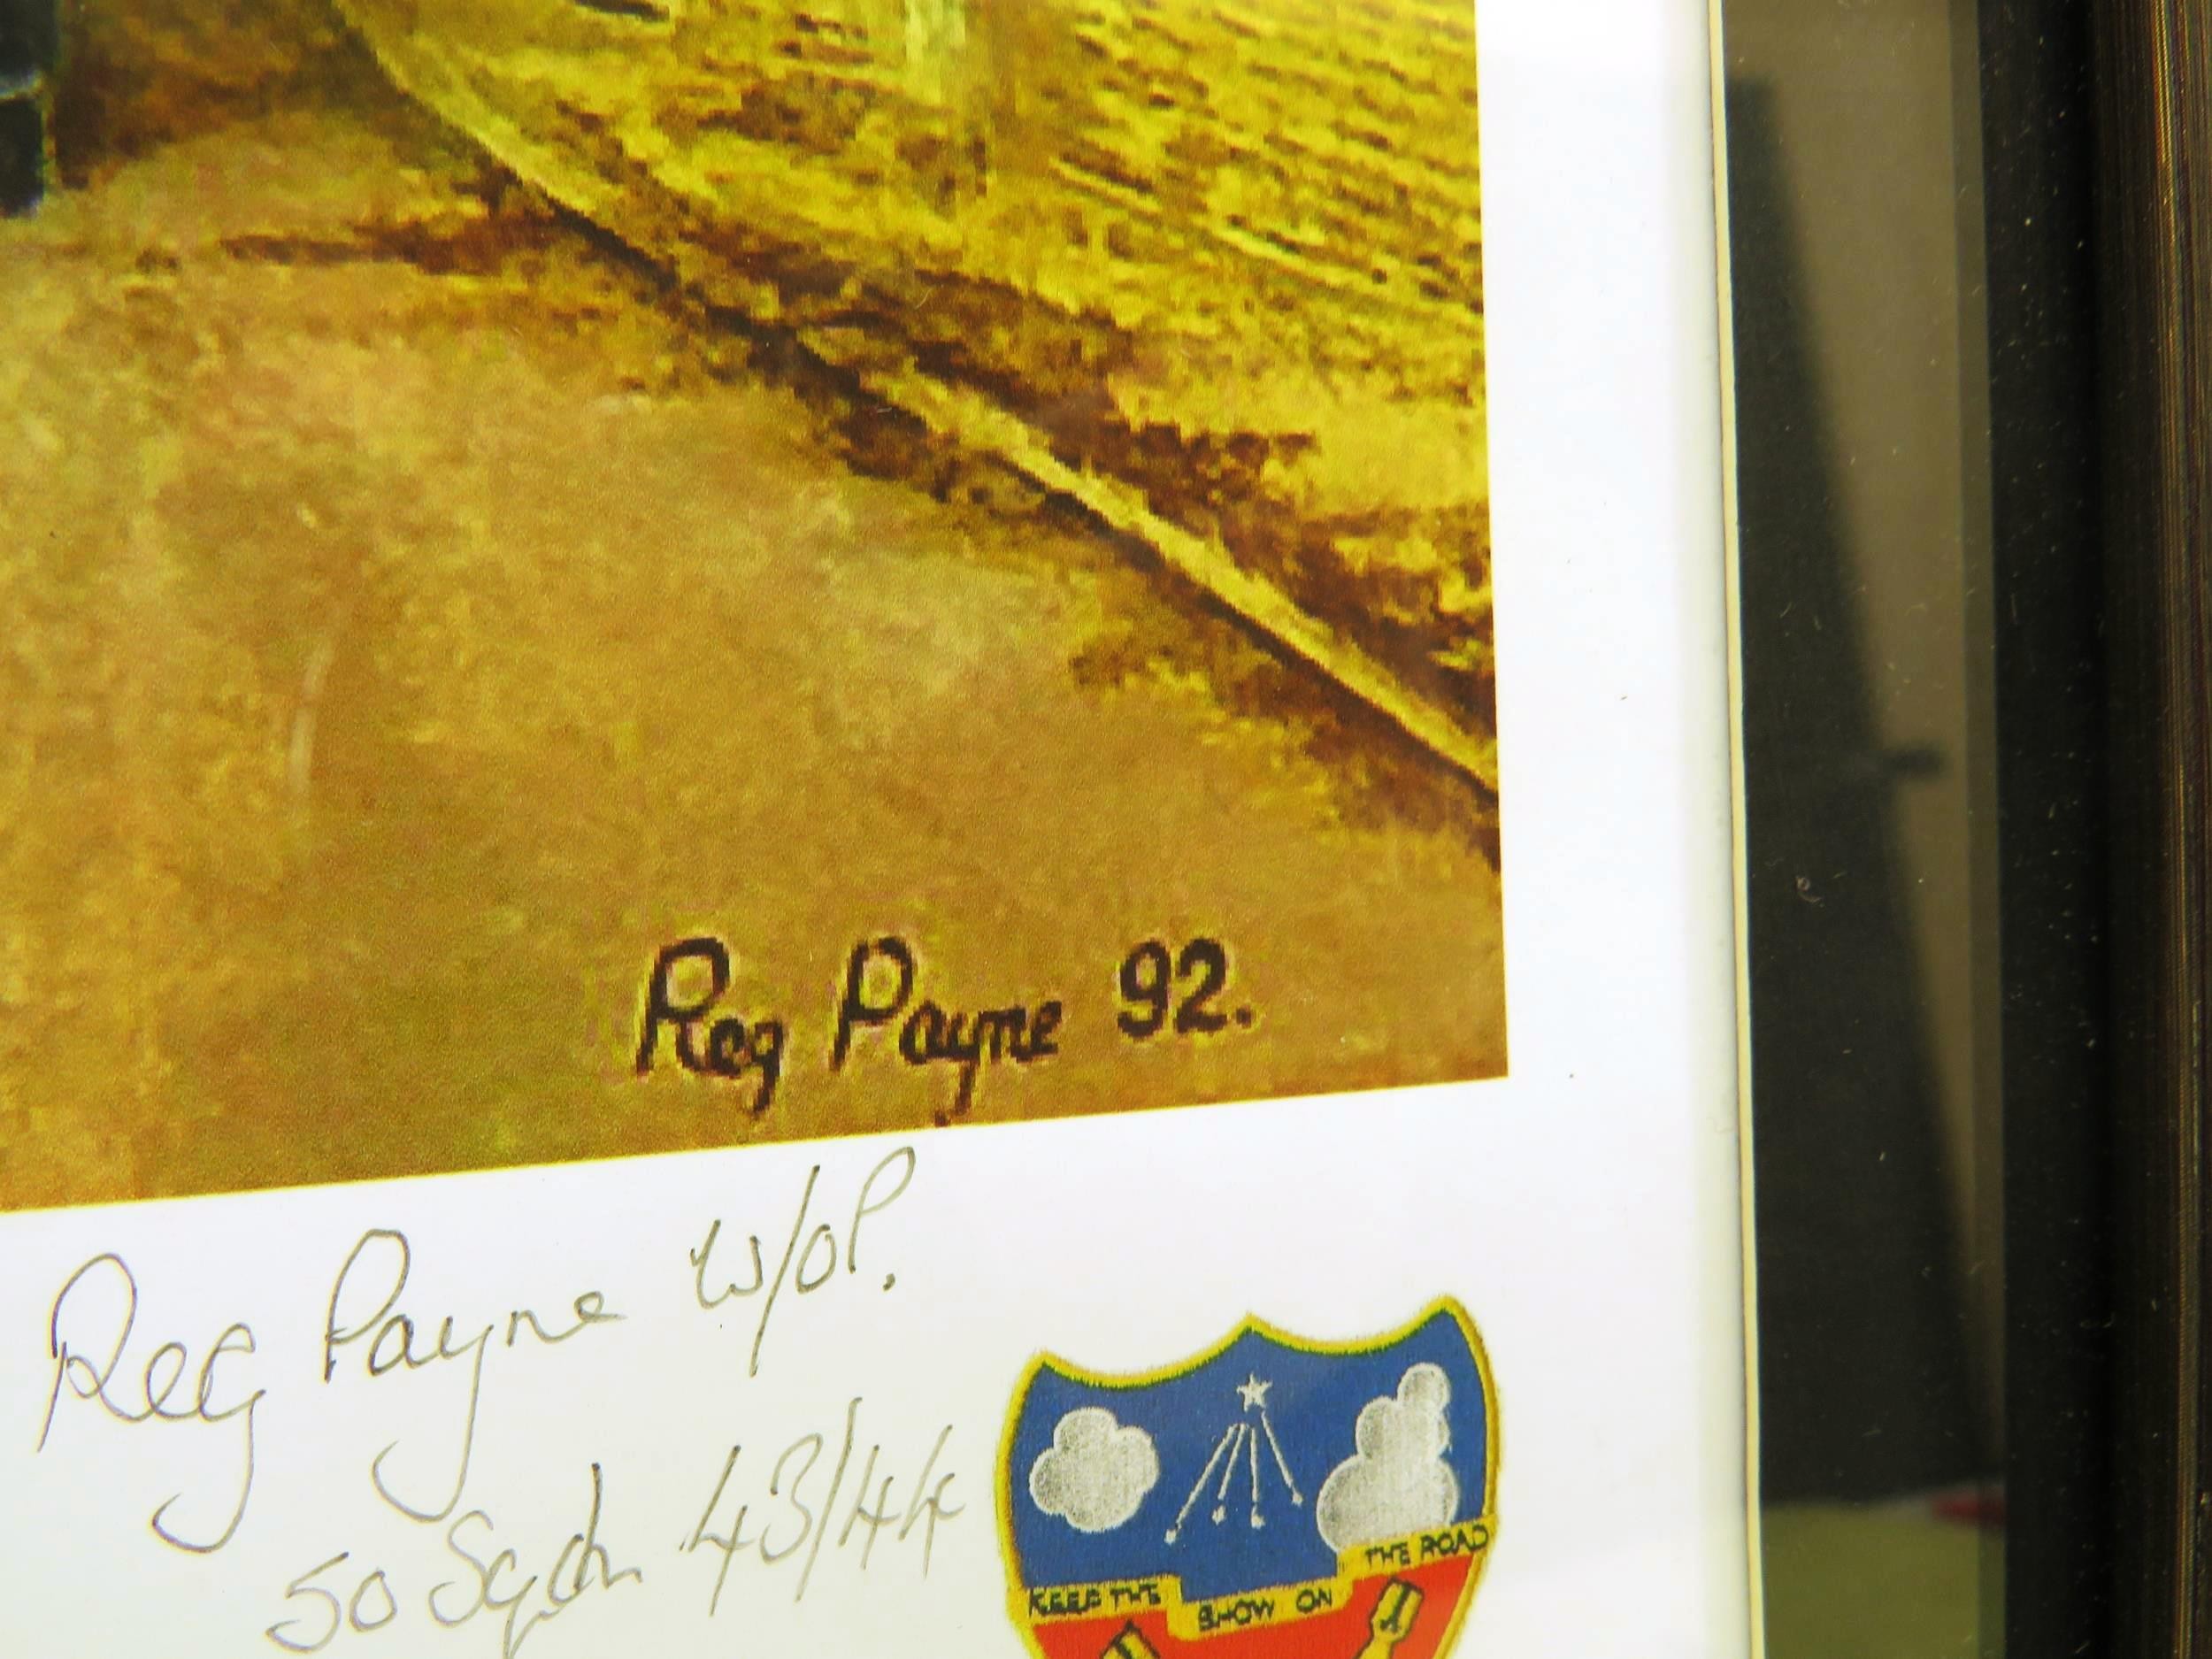 Reg Payne 92.
Reg Payne W/OP.
50 Sqdn 43/44
KEEP THE SHOW ON THE ROAD